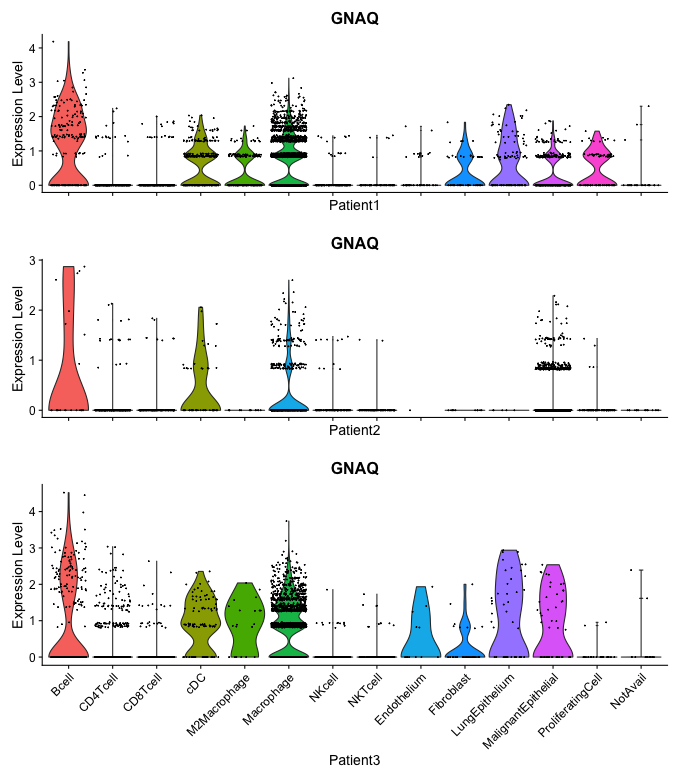 GNAQ
Expression Level
4
3
2
1
0
Patient1
GNAQ
Expression Level
3
2
1
0
Patient2
GNAQ
Expression Level
4
3
2
1
0
Bcell
CD4Tcell
CD8Tcell
cDC
M2Macrophage
Macrophage
NKcell
NKTcell
Endothelium
Fibroblast
LungEpithelium
MalignantEpithelial
ProliferatingCell
NotAvail
Patient3